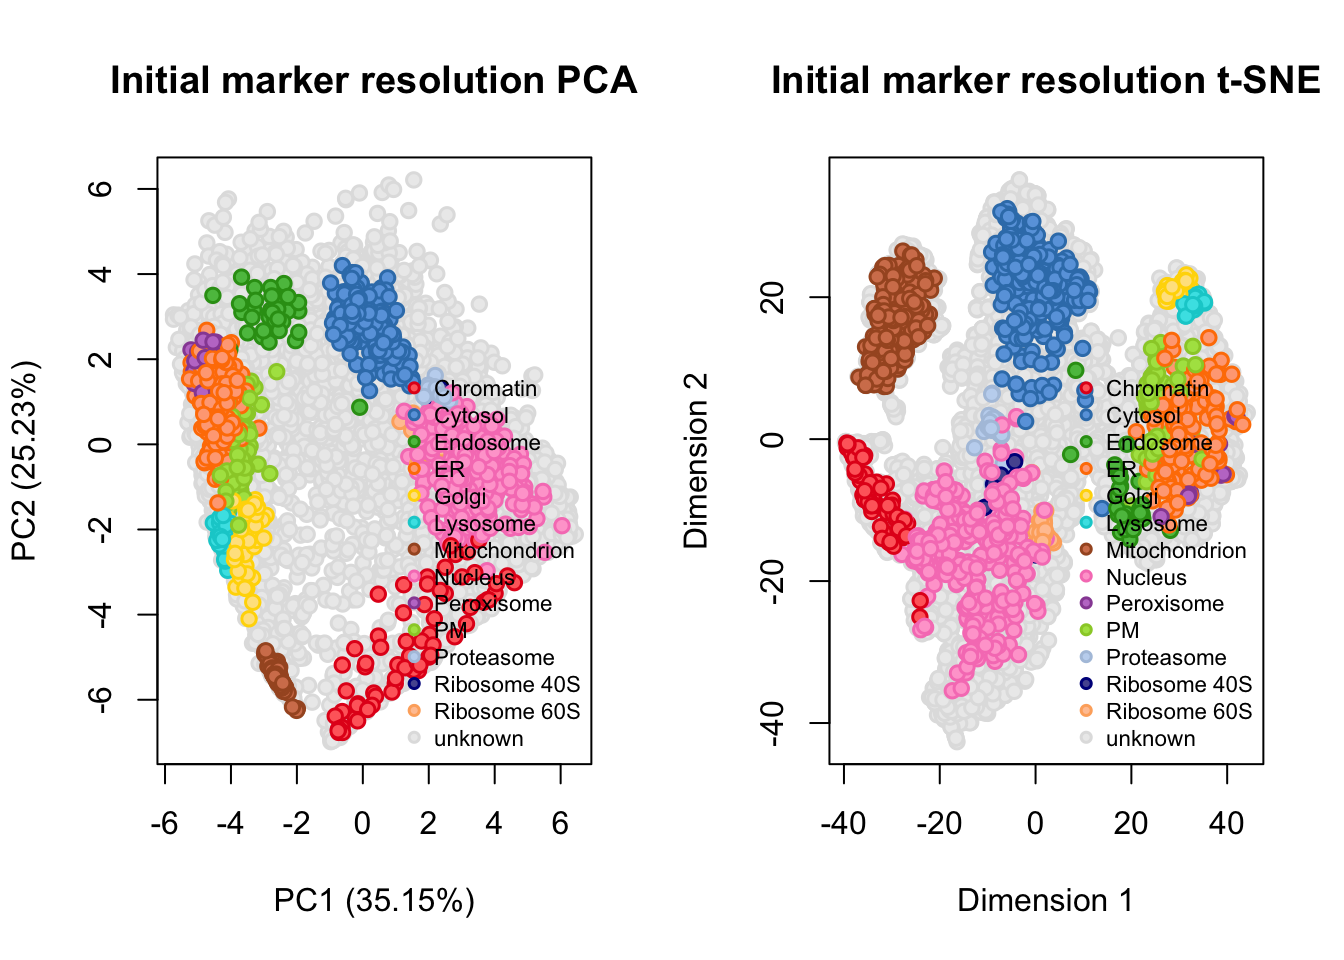 Initial marker resolution PCA
PC2 (25.23%)
6
4
2
0
-2
-4
-6
-6
-4
-2
0
2
4
6
PC1 (35.15%)
Chromatin
Cytosol
Endosome
ER
Golgi
Lysosome
Mitochondrion
Nucleus
Peroxisome
PM
Proteasome
Ribosome 40S
Ribosome 60S
unknown
Initial marker resolution t-SNE
Dimension 2
20
0
-20
-40
-40
-20
0
20
40
Dimension 1
Chromatin
Cytosol
Endosome
ER
Golgi
Lysosome
Mitochondrion
Nucleus
Peroxisome
PM
Proteasome
Ribosome 40S
Ribosome 60S
unknown